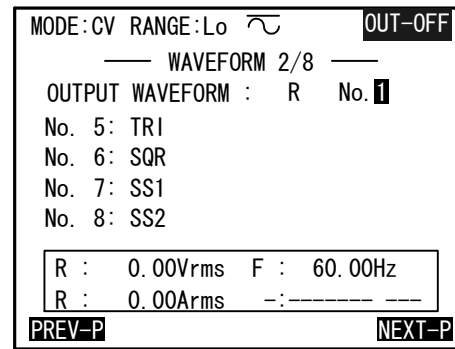 MODE:CV RANGE:Lo OUT-OFF
WAVEFORM 2/8
OUTPUT WAVEFORM : R No.1
No. 5: TRI
No. 6: SQR
No. 7: SS1
No. 8: SS2
R : 0.00Vrms F : 60.00Hz
R : 0.00Arms -:------- ---
PREV-P NEXT-P